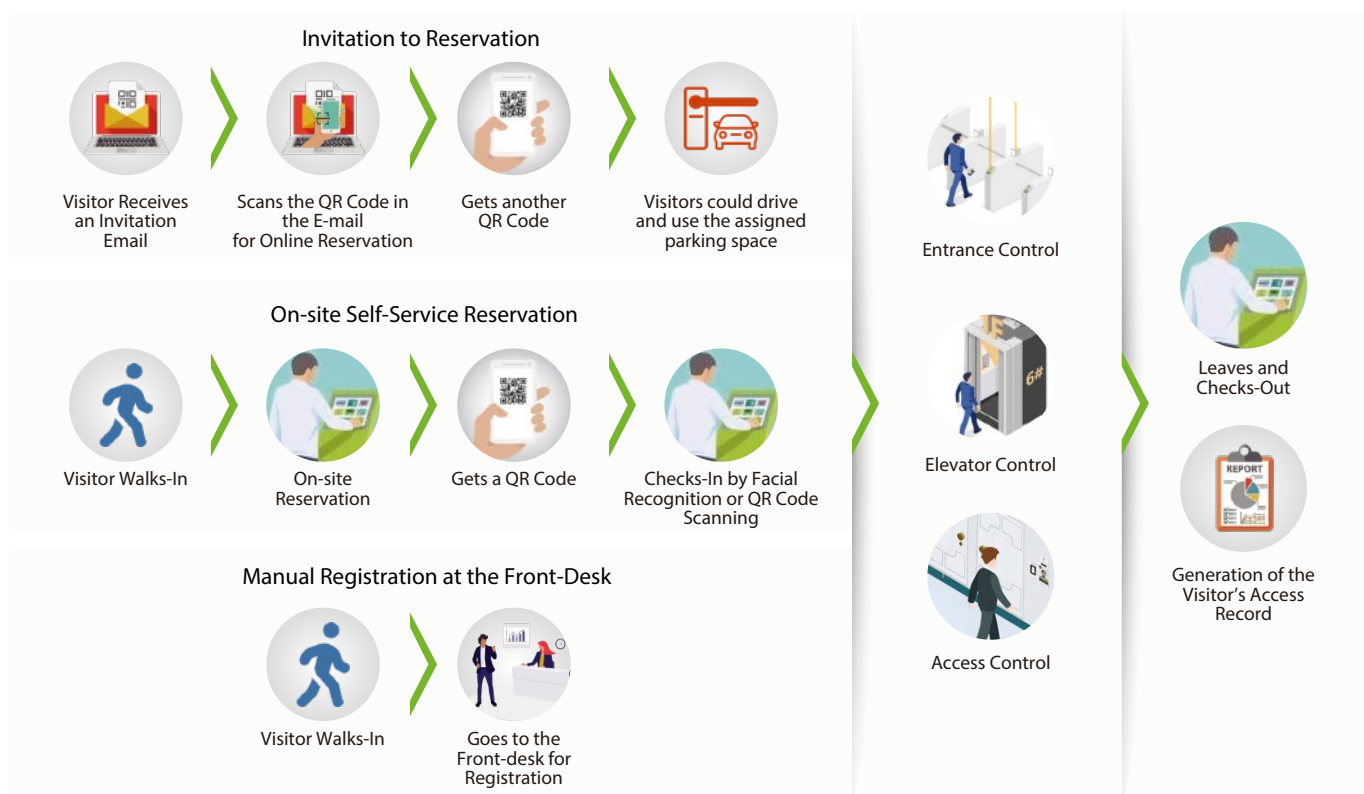 Invitation to Reservation
Visitor Receives
an Invitation
Email
Scans the QR Code in
the E-mail
for Online Reservation
Gets another
QR Code
Visitors could drive
and use the assigned
parking space
On-site Self-Service Reservation
Visitor Walks-In
On-site
Reservation
Gets a QR Code
Checks-In by Facial
Recognition or QR Code
Scanning
Manual Registration at the Front-Desk
Visitor Walks-In
Goes to the
Front-desk for
Registration
Entrance Control
6#
Elevator Control
Access Control
Leaves and
Checks-Out
REPORT
Generation of the
Visitor’s Access
Record